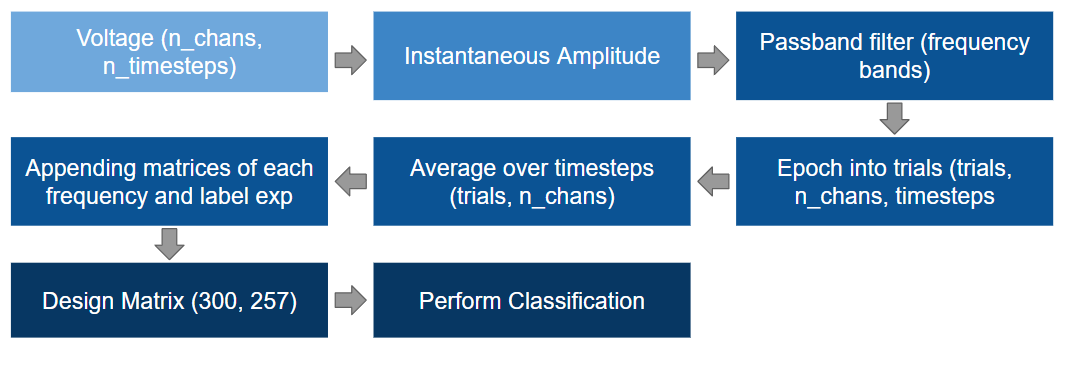 Voltage (n_chans,
n_timesteps)
Instantaneous Amplitude
Passband filter (frequency
bands)
Epoch into trials (trials,
n_chans, timesteps
Average over timesteps
(trials, n_chans)
Appending matrices of each
frequency and label exp
Design Matrix (300, 257)
Perform Classification